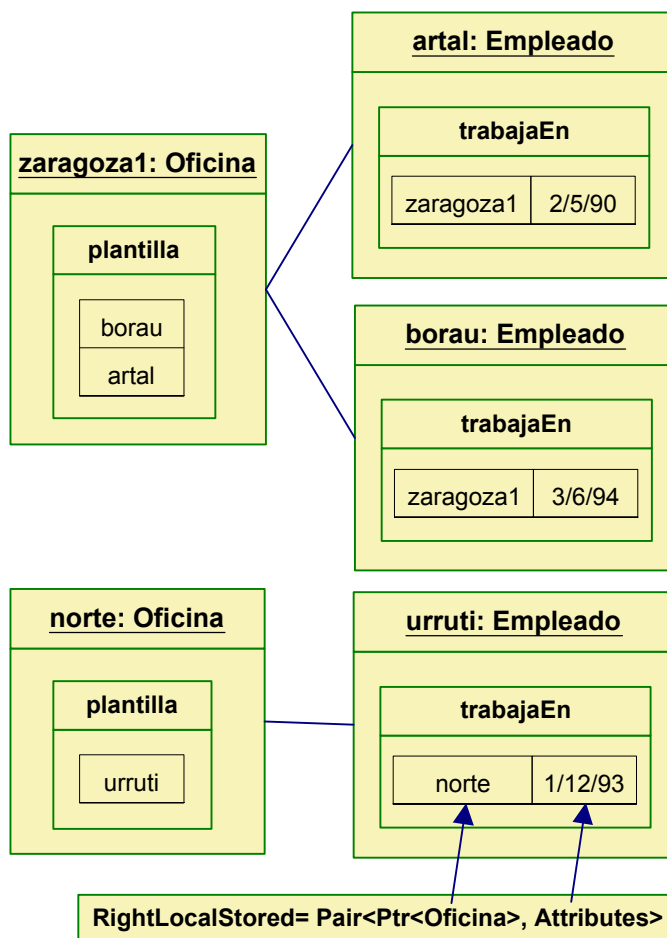 artal: Empleado
trabajaEn
zaragoza1 2/5/90
zaragoza1: Oficina
plantilla
borau
artal
borau: Empleado
trabajaEn
zaragoza1 3/6/94
norte: Oficina
plantilla
urruti
urruti: Empleado
trabajaEn
norte 1/12/93
RightLocalStored= Pair<Ptr<Oficina>, Attributes>